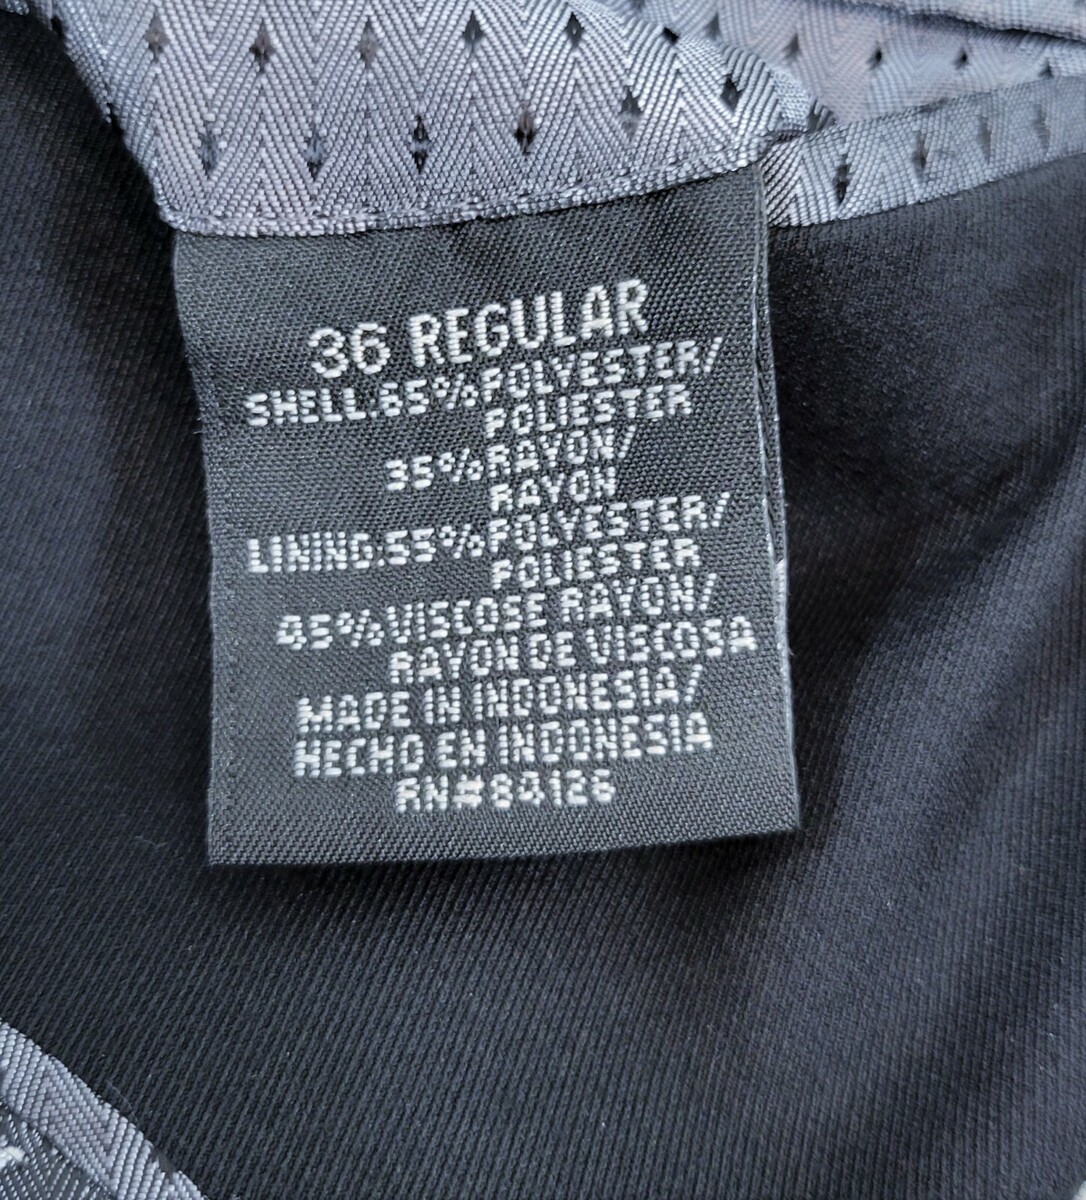 36 REGULAR
SHELL:65%POLYESTER/
POLIESTER
35%RAYON/
RAYON
LINING:55%POLYESTER/
POLIESTER
45%VISCOSE RAYON/
RAYON DE VISCOSA
MADE IN INDONESIA/
HECHO EN INDONESIA
RN#84126